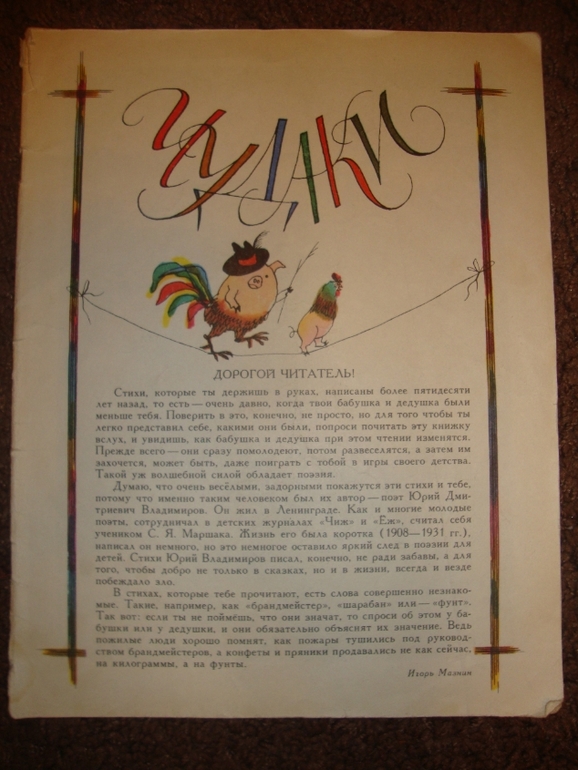 ЧУДАКИ
ДОРОГОЙ ЧИТАТЕЛЬ!
Стихи, которые ты держишь в руках, написаны более пятидесяти
лет назад, то есть — очень давно, когда твои бабушка и дедушка были
меньше тебя. Поверить в это, конечно, не просто, но для того чтобы ты
легко представил себе, какими они были, попроси почитать эту книжку
вслух, и увидишь, как бабушка и дедушка при этом чтении изменятся.
Прежде всего — они сразу помолодеют, потом развеселятся, а затем им
захочется, может быть, даже поиграть с тобой в игры своего детства.
Такой уж волшебной силой обладает поэзия.
Думаю, что очень весёлыми, задорными покажутся эти стихи и тебе,
потому что именно таким человеком был их автор — поэт Юрий Дми-
триевич Владимиров. Он жил в Ленинграде. Как и многие молодые
поэты, сотрудничал в детских журналах «Чиж» и «Ёж», считал себя
учеником С. Я. Маршака. Жизнь его была коротка (1908—1931 гг.),
написал он немного, но это немногое оставило яркий след в поэзии для
детей. Стихи Юрий Владимиров писал, конечно, не ради забавы, а для
того, чтобы добро не только в сказках, но и в жизни, всегда и везде
побеждало зло.
В стихах, которые тебе прочитают, есть слова совершенно незнако-
мые. Такие, например, как «брандмейстер», «шарабан» или — «фунт».
Так вот: если ты не поймёшь, что они значат, то спроси об этом у ба-
бушки или у дедушки, и они обязательно объяснят их значение. Ведь
пожилые люди хорошо помнят, как пожары тушились под руковод-
ством брандмейстеров, а конфеты и пряники продавались не как сейчас,
на килограммы, а на фунты.
Игорь Мазнин